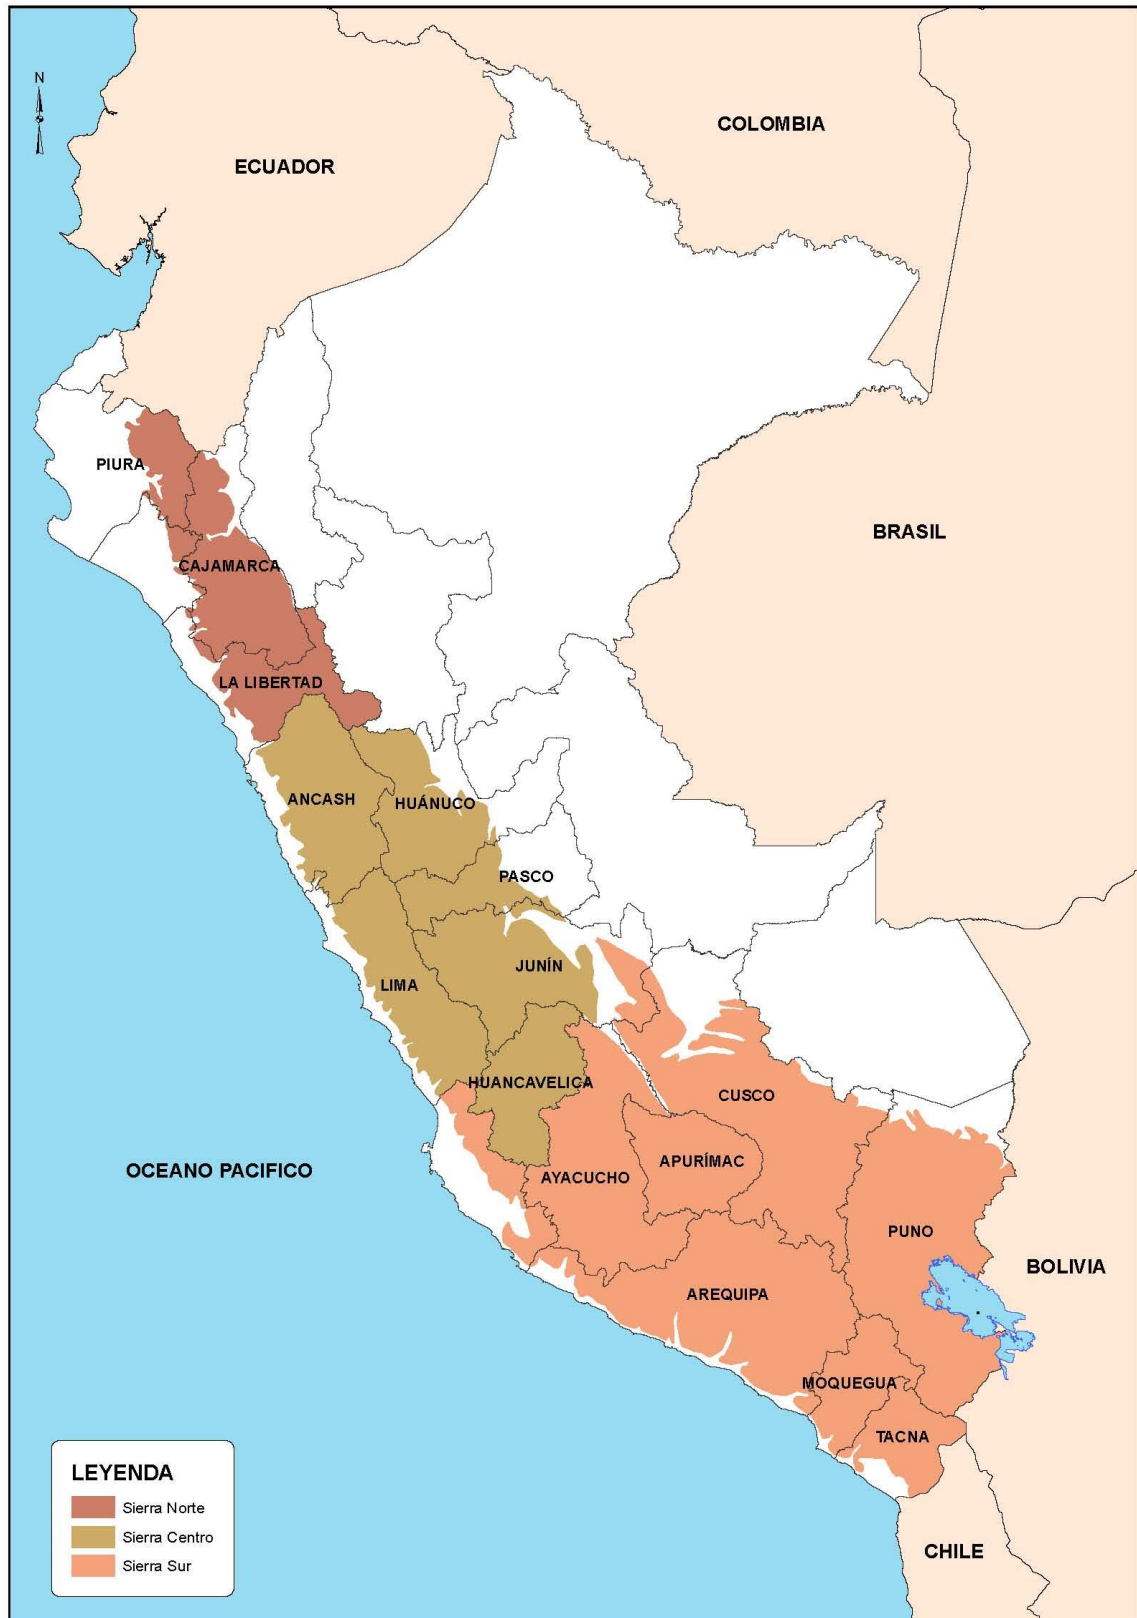 N
COLOMBIA
ECUADOR
PIURA
BRASIL
CAJAMARCA
LA LIBERTAD
ANCASH
HUÁNUCO
PASCO
JUNÍN
LIMA
HUANCAVELICA
CUSCO
OCEANO PACIFICO
AYACUCHO
APURÍMAC
PUNO
BOLIVIA
AREQUIPA
MOQUEGUA
TACNA
LEYENDA
Sierra Norte
Sierra Centro
Sierra Sur
CHILE